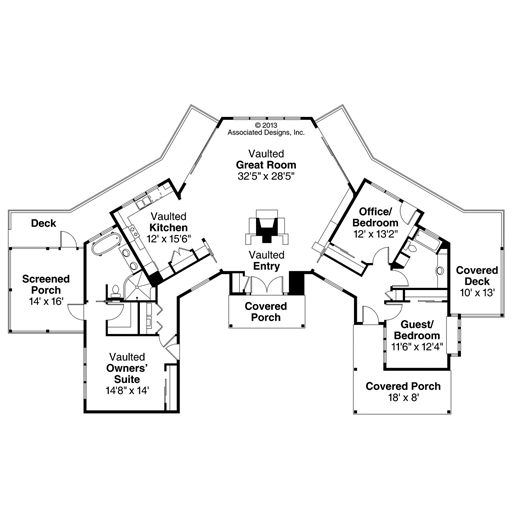 © 2013
Associated Designs, Inc.
Vaulted
Great Room
32'5" x 28'5"
Deck
Vaulted
Kitchen
12' x 15'6"
Office/
Bedroom
12' x 13'2"
Vaulted
Entry
Screened
Porch
14' x 16'
Covered
Deck
10' x 13'
Covered
Porch
Guest/
Bedroom
11'6" x 12'4"
Vaulted
Owners'
Suite
14'8" x 14'
Covered Porch
18' x 8'